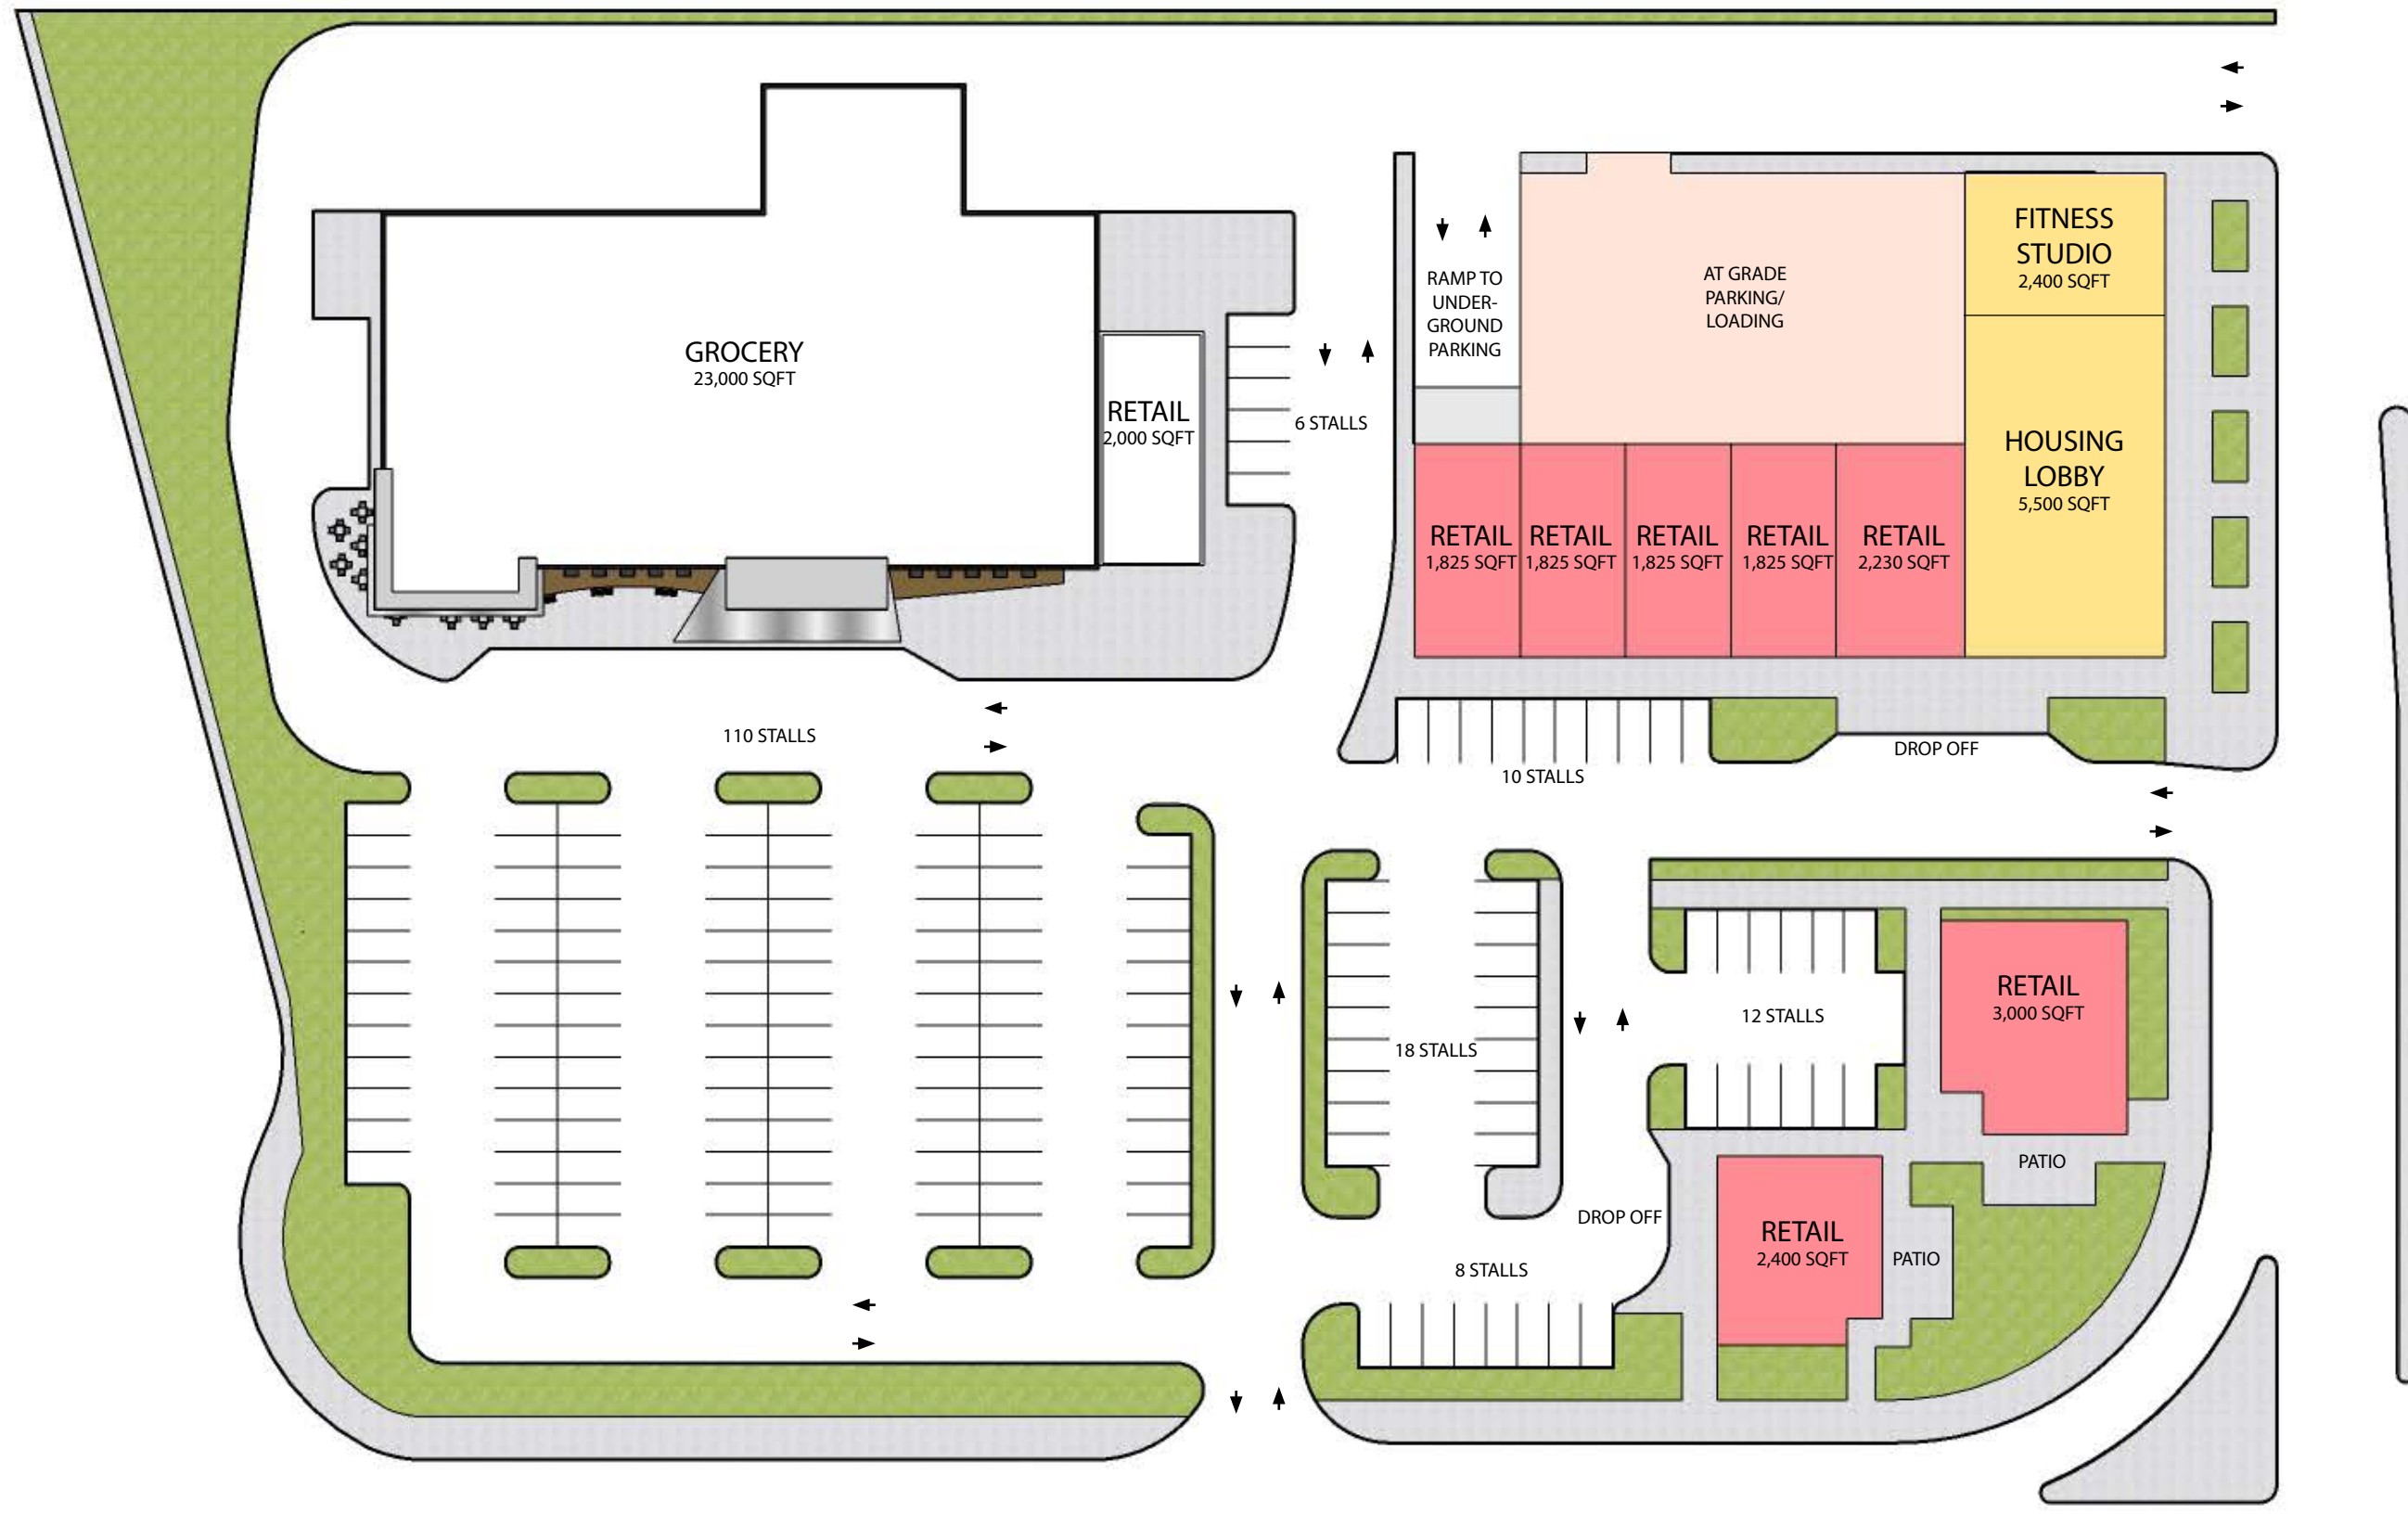 FITNESS
STUDIO
2,400 SQFT
AT GRADE
PARKING/
LOADING
RAMP TO
UNDER-
GROUND
PARKING
GROCERY
23,000 SQFT
RETAIL
2,000 SQFT
6 STALLS
HOUSING
LOBBY
5,500 SQFT
RETAIL
1,825 SQFT
RETAIL
1,825 SQFT
RETAIL
1,825 SQFT
RETAIL
1,825 SQFT
RETAIL
2,230 SQFT
110 STALLS
DROP OFF
10 STALLS
RETAIL
3,000 SQFT
12 STALLS
18 STALLS
PATIO
DROP OFF
RETAIL
2,400 SQFT
PATIO
8 STALLS